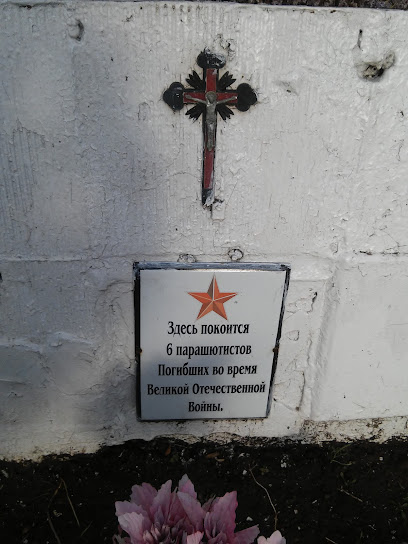 Здесь покоится
6 парашютистов
Погибших во время
Великой Отечественной
Войны.